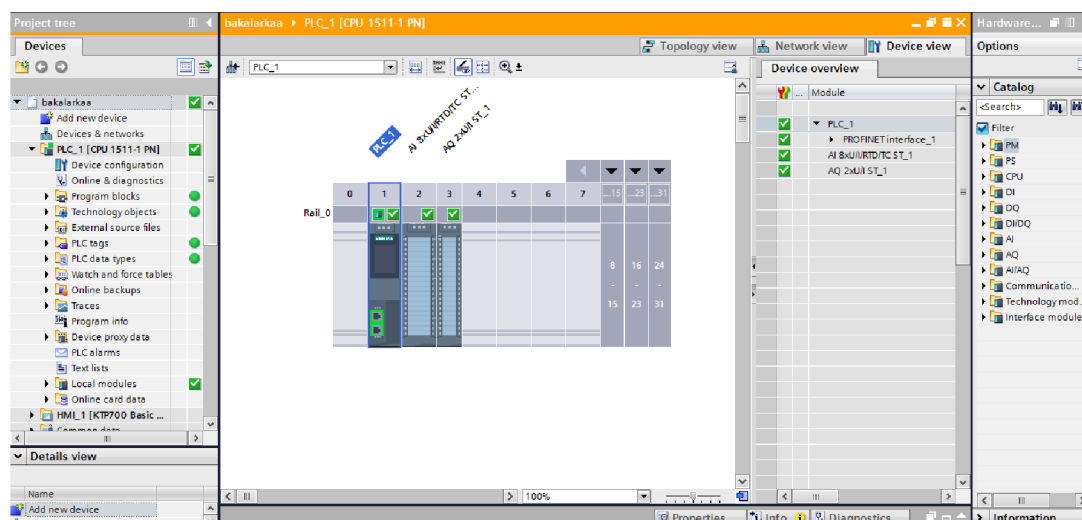 Project tree
Devices
bakalarkaa
Add new device
Devices & networks
PLC_1 [CPU 1511-1 PN]
Device configuration
Online & diagnostics
Program blocks
Technology objects
External source files
PLC tags
PLC data types
Watch and force tables
Online backups
Traces
Program info
Device proxy data
PLC alarms
Text lists
Local modules
Online card data
HMI_1 [KTP700 Basic ...
Common data
Details view
Name
Add new device
bakalarkaa PLC_1 [CPU 1511-1 PN]
Topology view
Network view
Device view
PLC_1
PLC_1
AI 8xU/I/RTD/TC ST...
AQ 2xU/I ST_1
0 1 2 3 4 5 6 7 ...15 ...23 ...31
Rail_0
8 16 24
- - -
15 23 31
100%
Device overview
... Module
PLC_1
PROFINET interface_1
AI 8xU/I/RTD/TC ST_1
AQ 2xU/I ST_1
Properties
Info
Diagnostics
Hardware...
Options
Catalog
<Search>
Filter
PM
PS
CPU
DI
DQ
DI/DQ
AI
AQ
AI/AQ
Communicatio...
Technology mod.
Interface module
Information